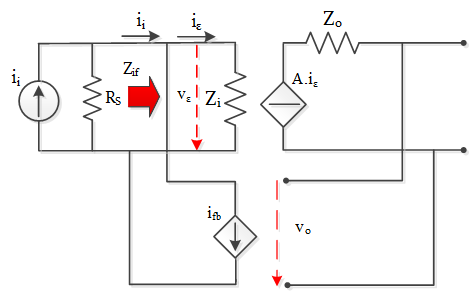 i_i
i_ε
Z_o
i_i
Z_if
R_S
v_ε
Z_i
A.i_ε
i_fb
v_o